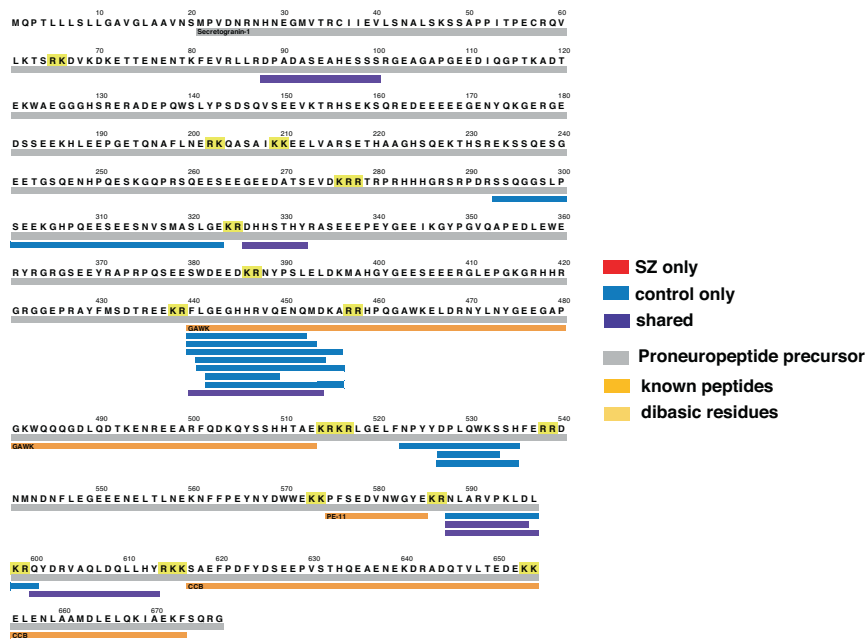 10 20 30 40 50 60
MQPTLLLSLLGAVGLAAVNSMPVDNRNHNEGMVTRCIIEVLSNALSKSSAPPITPECRQV
Secretogranin-1
70 80 90 100 110 120
LKTSRKDVKDKETTENENTKFEVRLLRDPADASEAHESSSRGEAGAPGEEDIQGPTKADT
130 140 150 160 170 180
EKWAEGGGHSRERADEPQWSLYPSDSQVSEEVKTRHSEKSQREDEEEEEGENYQKGERGE
190 200 210 220 230 240
DSSEEKHLEEPGETQNAFLNERKQASAIKKEELVARSETHAAGHSQEKTHSREKSSQESG
250 260 270 280 290 300
EETGSQENHPQESKGQPRSQEESEEGEEDATSEVDKRRTRPRHHHGRSRPDRSSQGGSLP
310 320 330 340 350 360
SEEKGHPQEESEESNVSMASLGEKRDHHSTHYRASEEEPEYGEEIKGYPGVQAPEDLEWE
370 380 390 400 410 420
RYRGRGSEEYRAPRPQSEESWDEEDKRNYPSLELDKMAHGYGEESEEERGLEPGKGRHHR
430 440 450 460 470 480
GRGGEPRAYFMSDTREEKRFLGEGHHRVQENQMDKARRHPQGAWKELDRNYLNYGEEGAP
GAWK
490 500 510 520 530 540
GKWQQQGDLQDTKENREEARFQDKQYSSHHTAEKRKRLGELFNPYYDPLQWKSSHFERRD
GAWK
550 560 570 580 590
NMNDNFLEGEEENELTLNEKNFFPEYNYDWWEKKPFSEDVNWGYEKRNLARVPKLDL
PE-11
600 610 620 630 640 650
KRQYDRVAQLDQLLHYRKKSAEFPDFYDSEEPVSTHQEAENEKDRADQTVLTEDEKK
CCB
660 670
ELENLAAMDLELQKIAEKFSQRG
CCB
SZ only
control only
shared
Proneuropeptide precursor
known peptides
dibasic residues